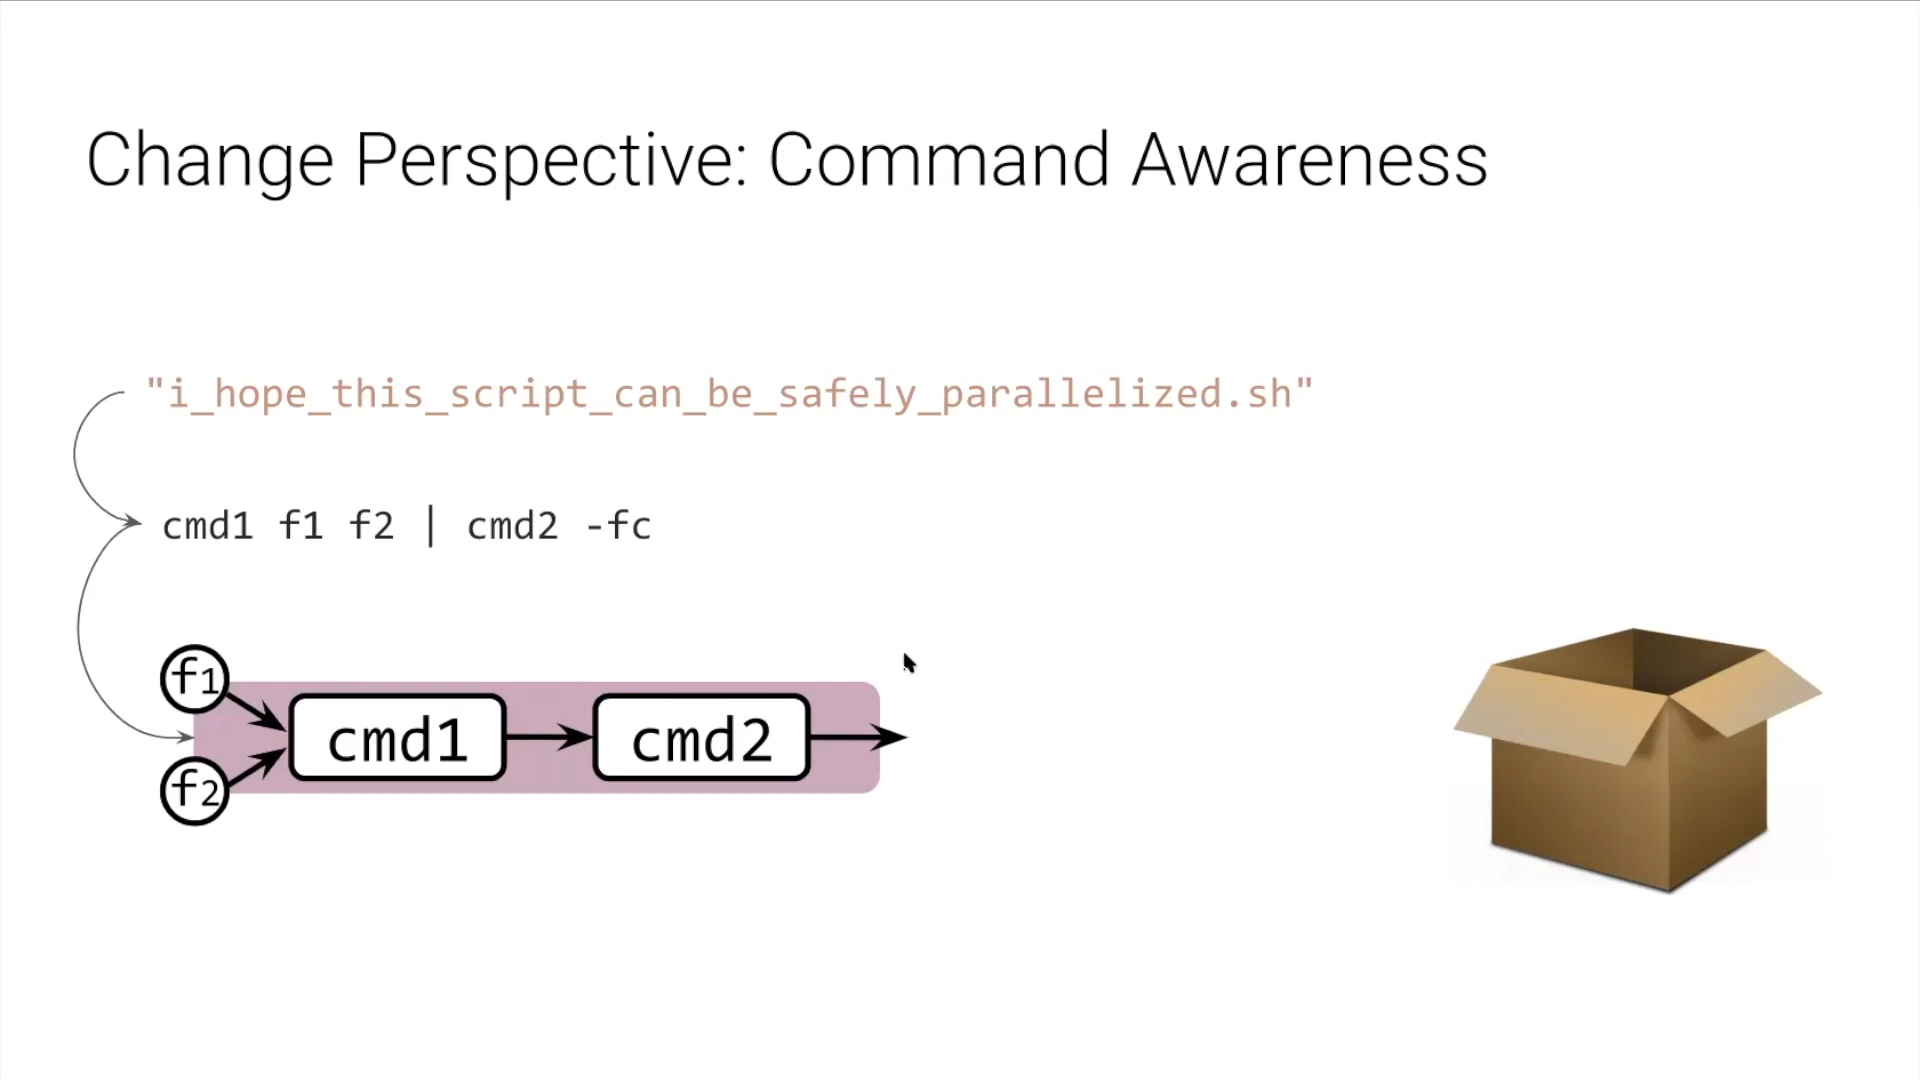 Change Perspective: Command Awareness
"i_hope_this_script_can_be_safely_parallelized.sh"
cmd1 f1 f2 | cmd2 -fc
f1
cmd1
cmd2
f2